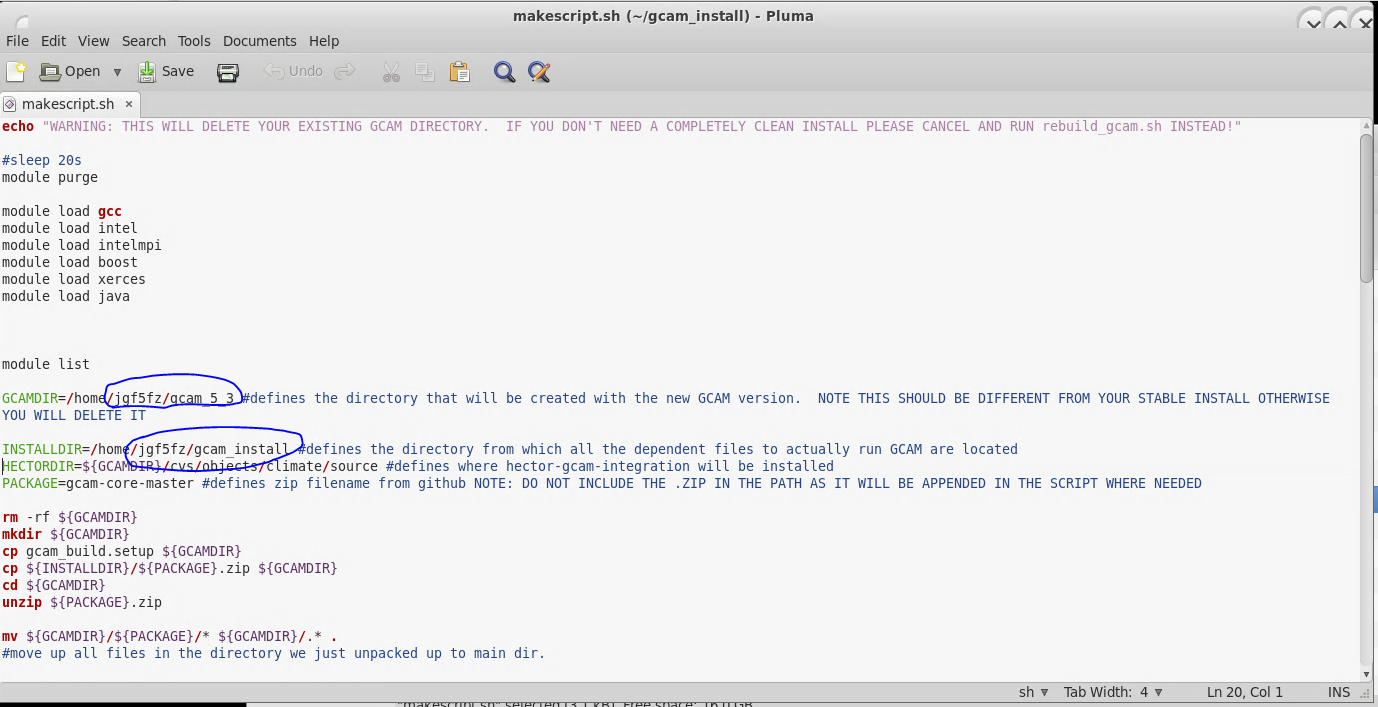 makescript.sh (~/gcam_install) - Pluma
File Edit View Search Tools Documents Help
Open Save Undo
makescript.sh ×
echo "WARNING: THIS WILL DELETE YOUR EXISTING GCAM DIRECTORY.  IF YOU DON'T NEED A COMPLETELY CLEAN INSTALL PLEASE CANCEL AND RUN rebuild_gcam.sh INSTEAD!"
#sleep 20s
module purge
module load gcc
module load intel
module load intelmpi
module load boost
module load xerces
module load java
module list
GCAMDIR=/home/jgf5fz/gcam_5_3 #defines the directory that will be created with the new GCAM version.  NOTE THIS SHOULD BE DIFFERENT FROM YOUR STABLE INSTALL OTHERWISE
YOU WILL DELETE IT
INSTALLDIR=/home/jgf5fz/gcam_install #defines the directory from which all the dependent files to actually run GCAM are located
HECTORDIR=${GCAMDIR}/cvs/objects/climate/source #defines where hector-gcam-integration will be installed
PACKAGE=gcam-core-master #defines zip filename from github NOTE: DO NOT INCLUDE THE .ZIP IN THE PATH AS IT WILL BE APPENDED IN THE SCRIPT WHERE NEEDED
rm -rf ${GCAMDIR}
mkdir ${GCAMDIR}
cp gcam_build.setup ${GCAMDIR}
cp ${INSTALLDIR}/${PACKAGE}.zip ${GCAMDIR}
cd ${GCAMDIR}
unzip ${PACKAGE}.zip
mv ${GCAMDIR}/${PACKAGE}/* ${GCAMDIR}/.* .
#move up all files in the directory we just unpacked up to main dir.
sh Tab Width: 4 Ln 20, Col 1 INS
"makescript.sh" selected (3.1 KB), Free space: 16.0 GB